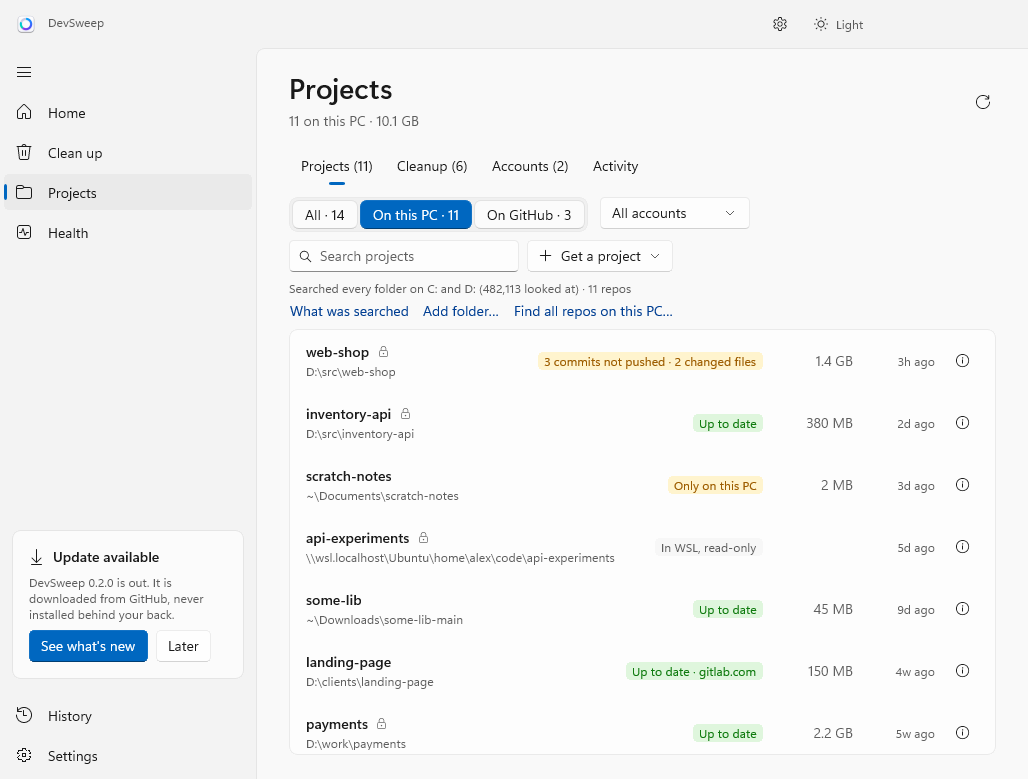 DevSweep
Light
Home
Clean up
Projects
Health
Update available
DevSweep 0.2.0 is out. It is
downloaded from GitHub, never
installed behind your back.
See what's new
Later
History
Settings
Projects
11 on this PC · 10.1 GB
Projects (11)
Cleanup (6)
Accounts (2)
Activity
All · 14
On this PC · 11
On GitHub · 3
All accounts
Search projects
Get a project
Searched every folder on C: and D: (482,113 looked at) · 11 repos
What was searched
Add folder...
Find all repos on this PC...
web-shop
D:\src\web-shop
3 commits not pushed · 2 changed files
1.4 GB
3h ago
inventory-api
D:\src\inventory-api
Up to date
380 MB
2d ago
scratch-notes
~\Documents\scratch-notes
Only on this PC
2 MB
3d ago
api-experiments
\\wsl.localhost\Ubuntu\home\alex\code\api-experiments
In WSL, read-only
5d ago
some-lib
~\Downloads\some-lib-main
Up to date
45 MB
9d ago
landing-page
D:\clients\landing-page
Up to date · gitlab.com
150 MB
4w ago
payments
D:\work\payments
Up to date
2.2 GB
5w ago